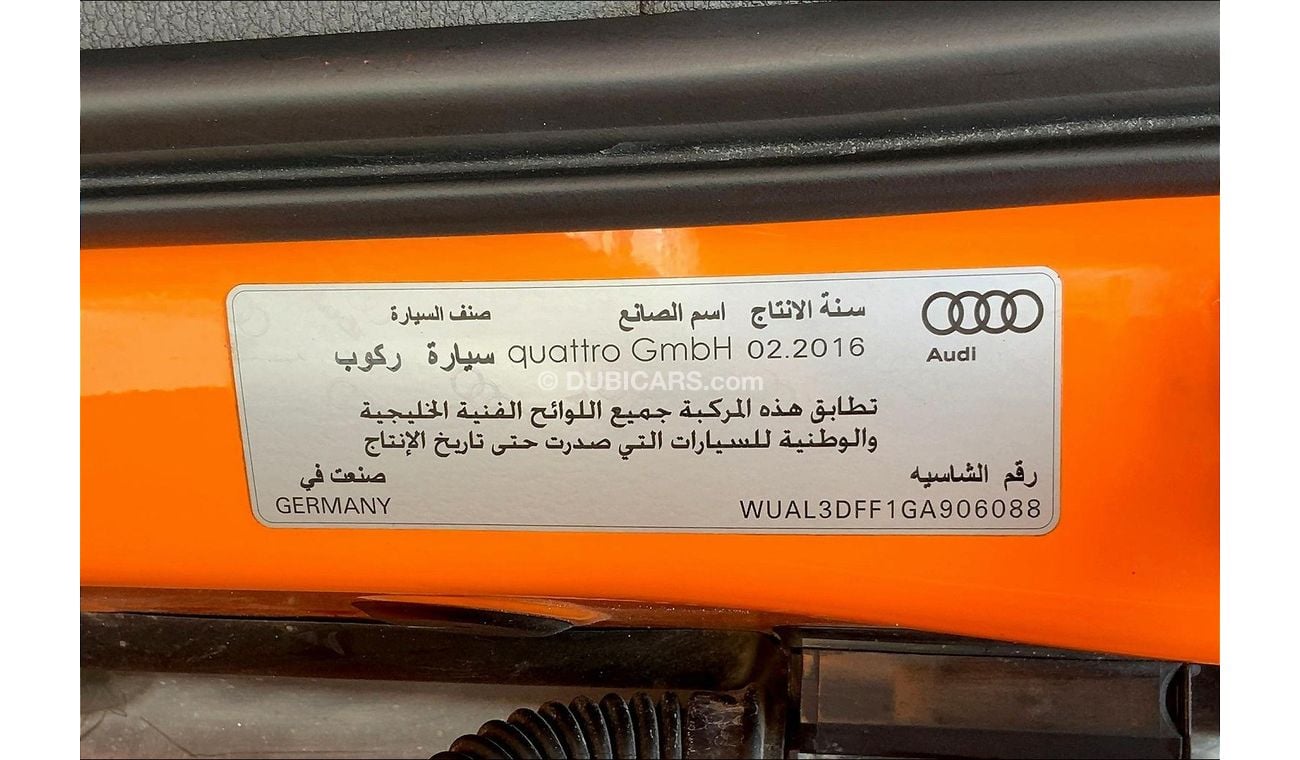 سنة الانتاج اسم الصانع صنف السيارة
02.2016 quattro GmbH سيارة ركوب
Audi
© DUBICARS.com
تطابق هذه المركبة جميع اللوائح الفنية الخليجية
والوطنية للسيارات التي صدرت حتى تاريخ الإنتاج
رقم الشاسيه صنعت في
WUAL3DFF1GA906088 GERMANY